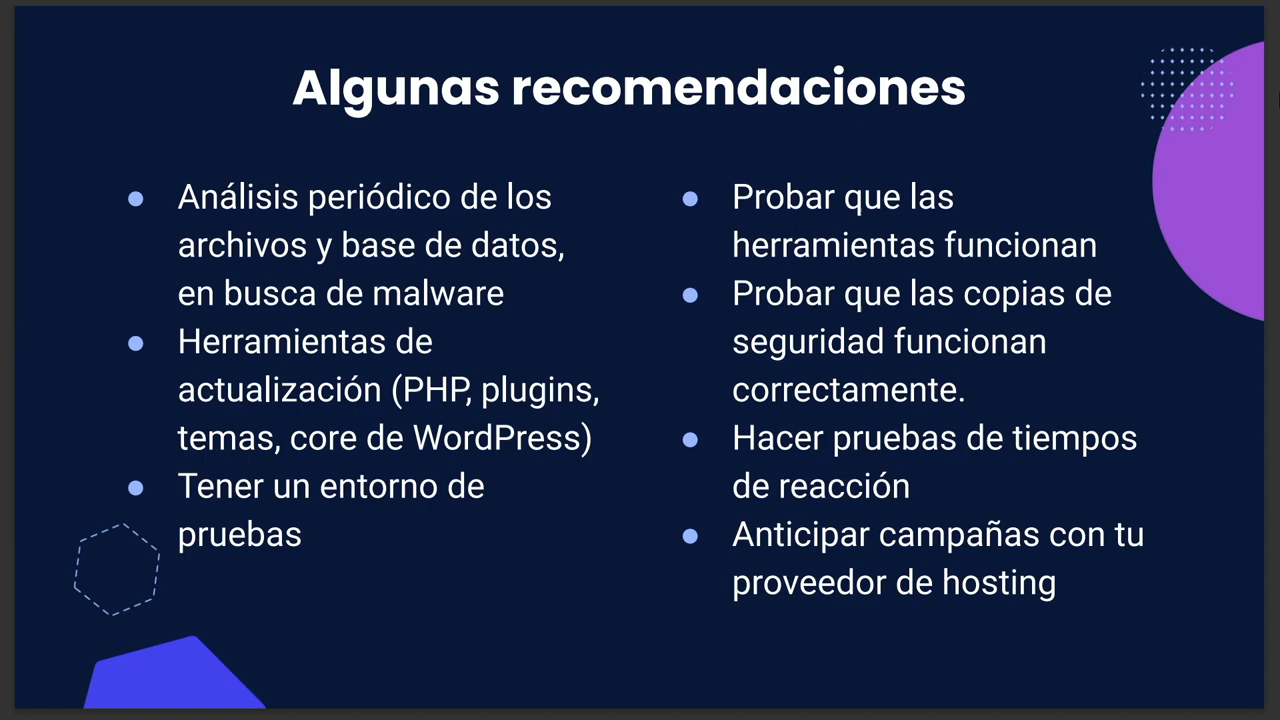 Algunas recomendaciones
● Análisis periódico de los
archivos y base de datos,
en busca de malware
● Herramientas de
actualización (PHP, plugins,
temas, core de WordPress)
● Tener un entorno de
pruebas
● Probar que las
herramientas funcionan
● Probar que las copias de
seguridad funcionan
correctamente.
● Hacer pruebas de tiempos
de reacción
● Anticipar campañas con tu
proveedor de hosting